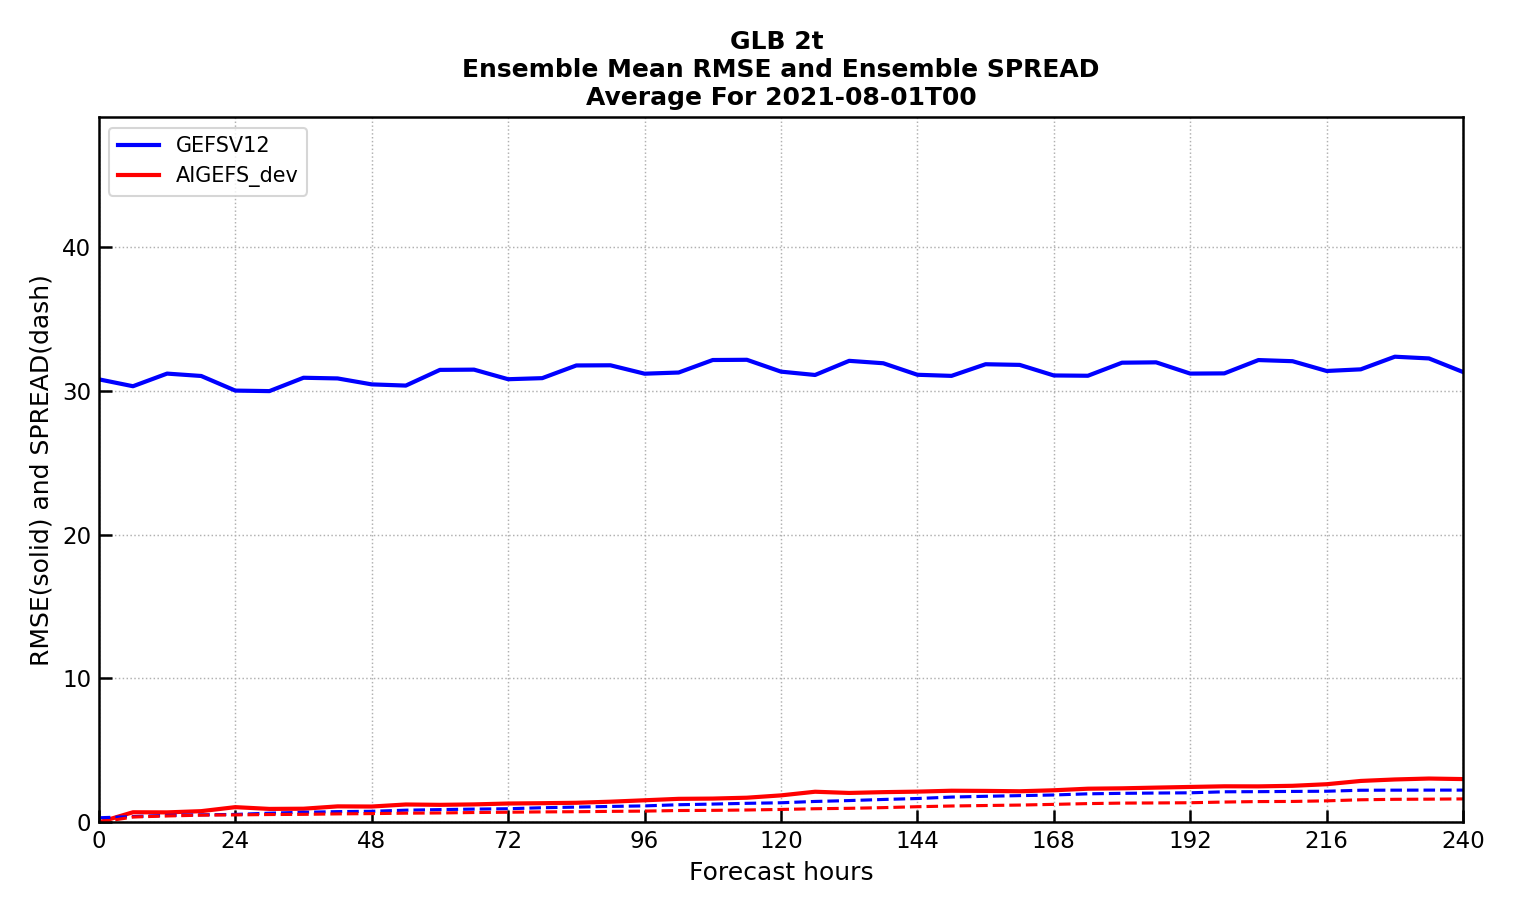 GLB 2t
Ensemble Mean RMSE and Ensemble SPREAD
Average For 2021-08-01T00
GEFSV12
AIGEFS_dev
RMSE(solid) and SPREAD(dash)
40
30
20
10
0
0 24 48 72 96 120 144 168 192 216 240
Forecast hours